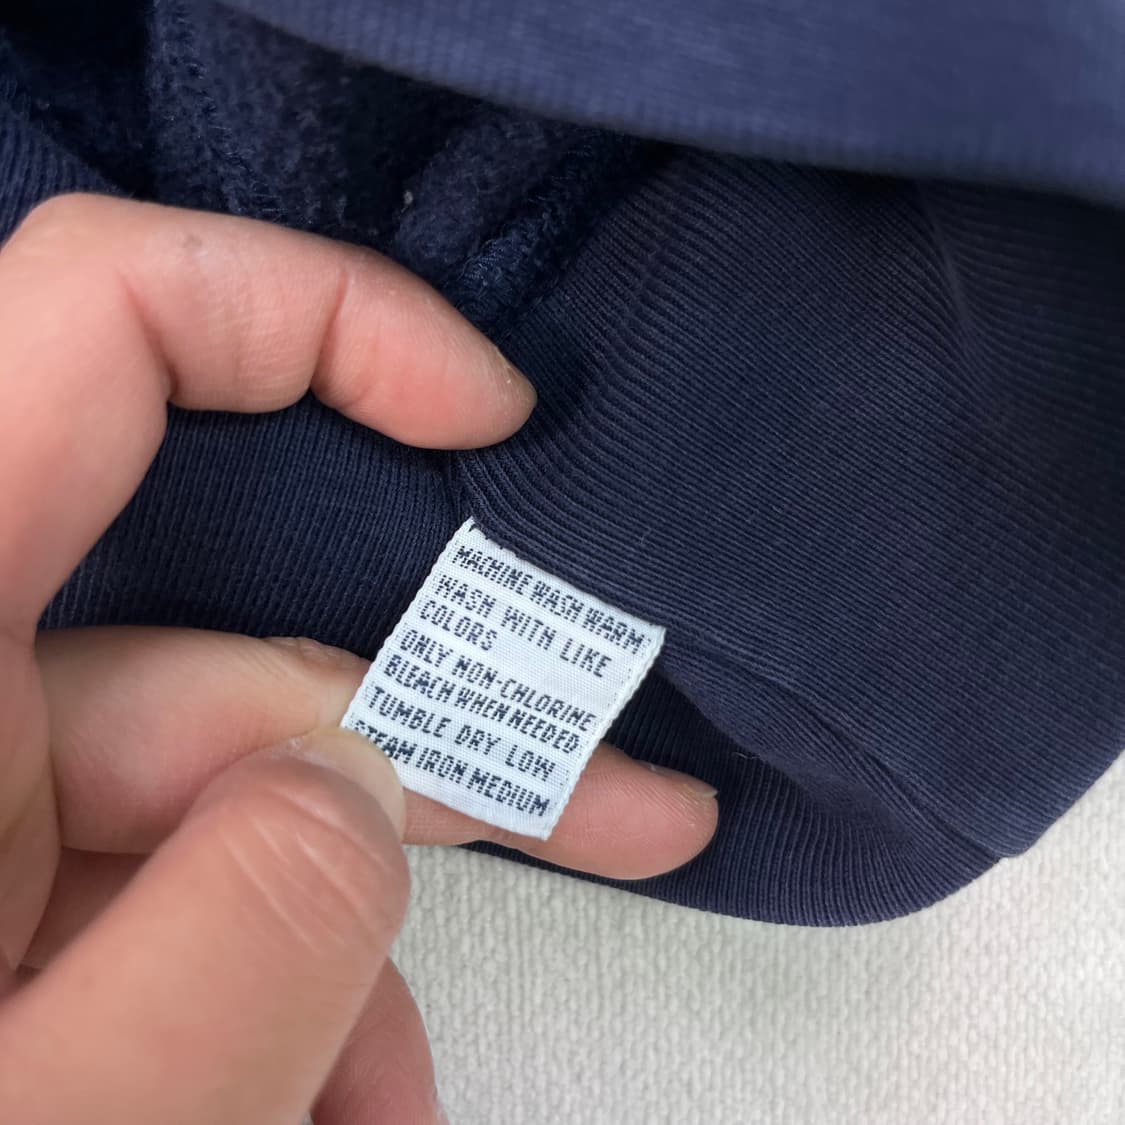 MACHINE WASH WARM
WASH WITH LIKE
COLORS
ONLY NON-CHLORINE
BLEACH WHEN NEEDED
TUMBLE DRY LOW
STEAM IRON MEDIUM